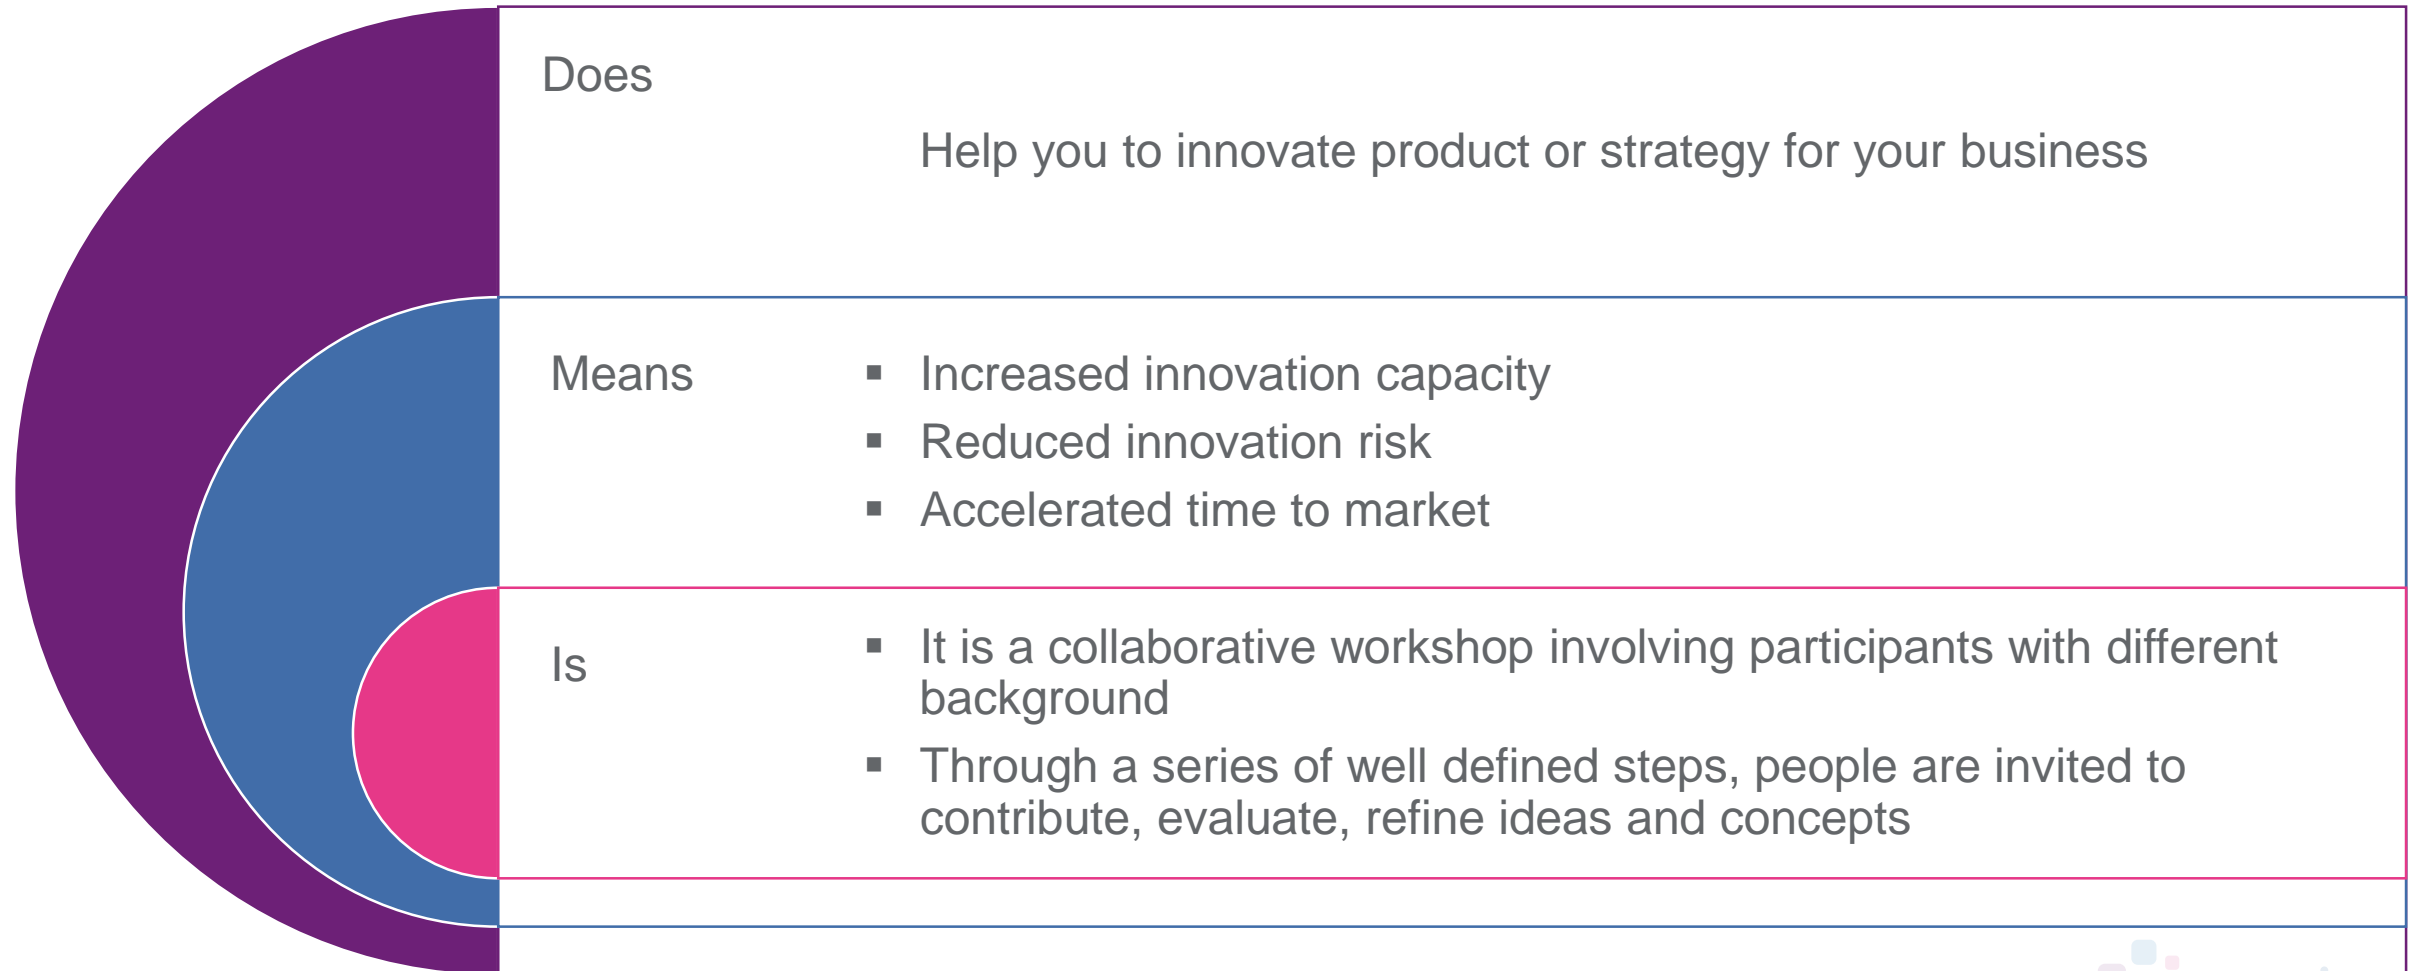 Does
Help you to innovate product or strategy for your business
Means
▪ Increased innovation capacity
▪ Reduced innovation risk
▪ Accelerated time to market
Is
▪ It is a collaborative workshop involving participants with different
background
▪ Through a series of well defined steps, people are invited to
contribute, evaluate, refine ideas and concepts